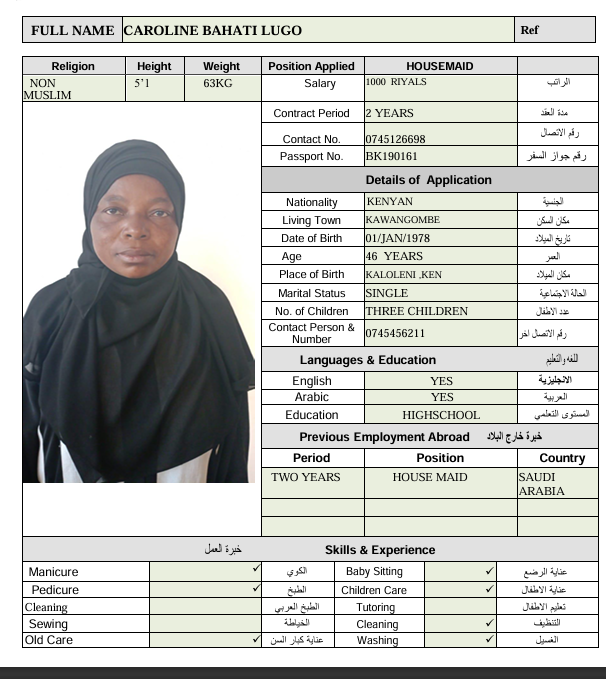 FULL NAME CAROLINE BAHATI LUGO Ref
Religion Height Weight Position Applied HOUSEMAID
NON MUSLIM 5’1 63KG Salary 1000 RIYALS الراتب
Contract Period 2 YEARS مدة العقد
Contact No. 0745126698 رقم الاتصال
Passport No. BK190161 رقم جواز السفر
Details of Application
Nationality KENYAN الجنسية
Living Town KAWANGOMBE مكان السكن
Date of Birth 01/JAN/1978 تاريخ الميلاد
Age 46 YEARS العمر
Place of Birth KALOLENI ,KEN مكان الميلاد
Marital Status SINGLE الحالة الاجتماعية
No. of Children THREE CHILDREN عدد الاطفال
Contact Person & Number 0745456211 رقم الاتصال اخر
Languages & Education اللغه والتعليم
English YES الانجليزية
Arabic YES العربية
Education HIGHSCHOOL المستوى التعلمي
Previous Employment Abroad خبرة خارج البلاد
Period Position Country
TWO YEARS HOUSE MAID SAUDI ARABIA
خبرة العمل Skills & Experience
Manicure ✓ الكوي Baby Sitting ✓ عناية الرضع
Pedicure ✓ الطبخ Children Care ✓ عناية الاطفال
Cleaning الطبخ العربي Tutoring تعليم الاطفال
Sewing الخياطة Cleaning ✓ التنظيف
Old Care ✓ عناية كبار السن Washing ✓ الغسيل